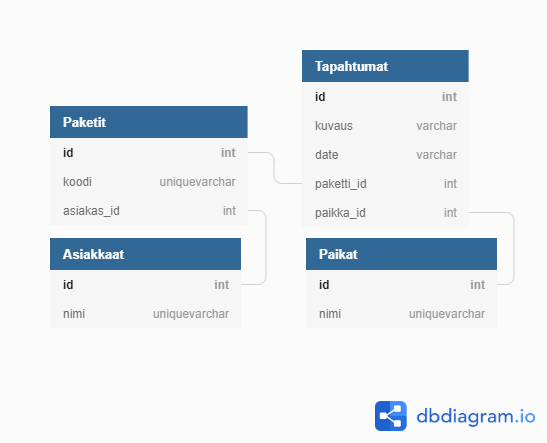 Paketit
id int
koodi uniquevarchar
asiakas_id int
Asiakkaat
id int
nimi uniquevarchar
Tapahtumat
id int
kuvaus varchar
date varchar
paketti_id int
paikka_id int
Paikat
id int
nimi uniquevarchar
dbdiagram.io